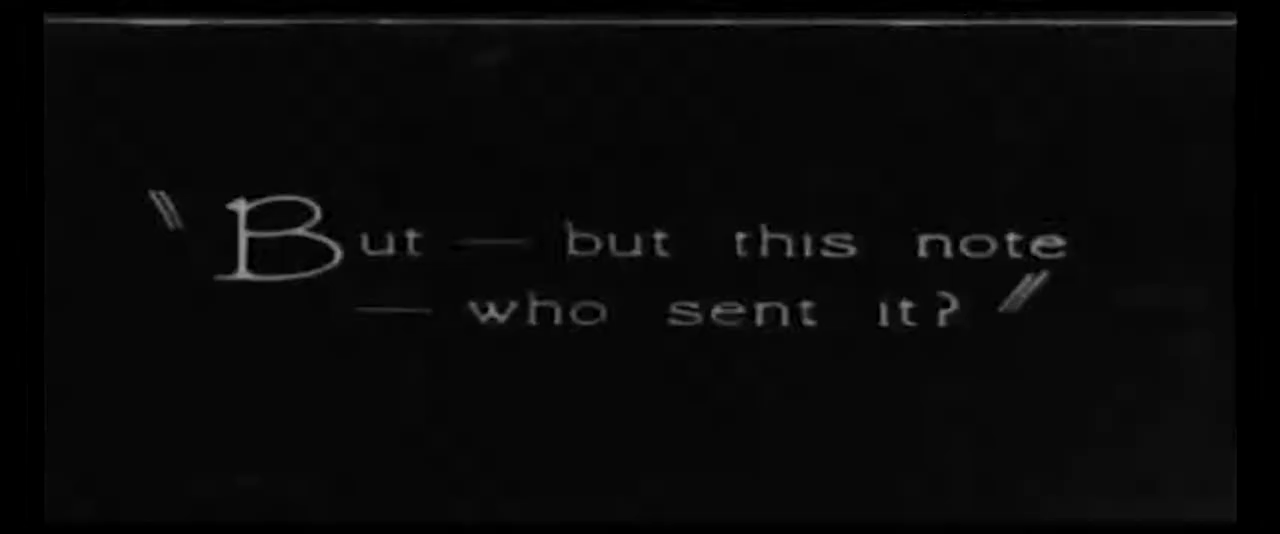 "But — but this note
— who sent it?"